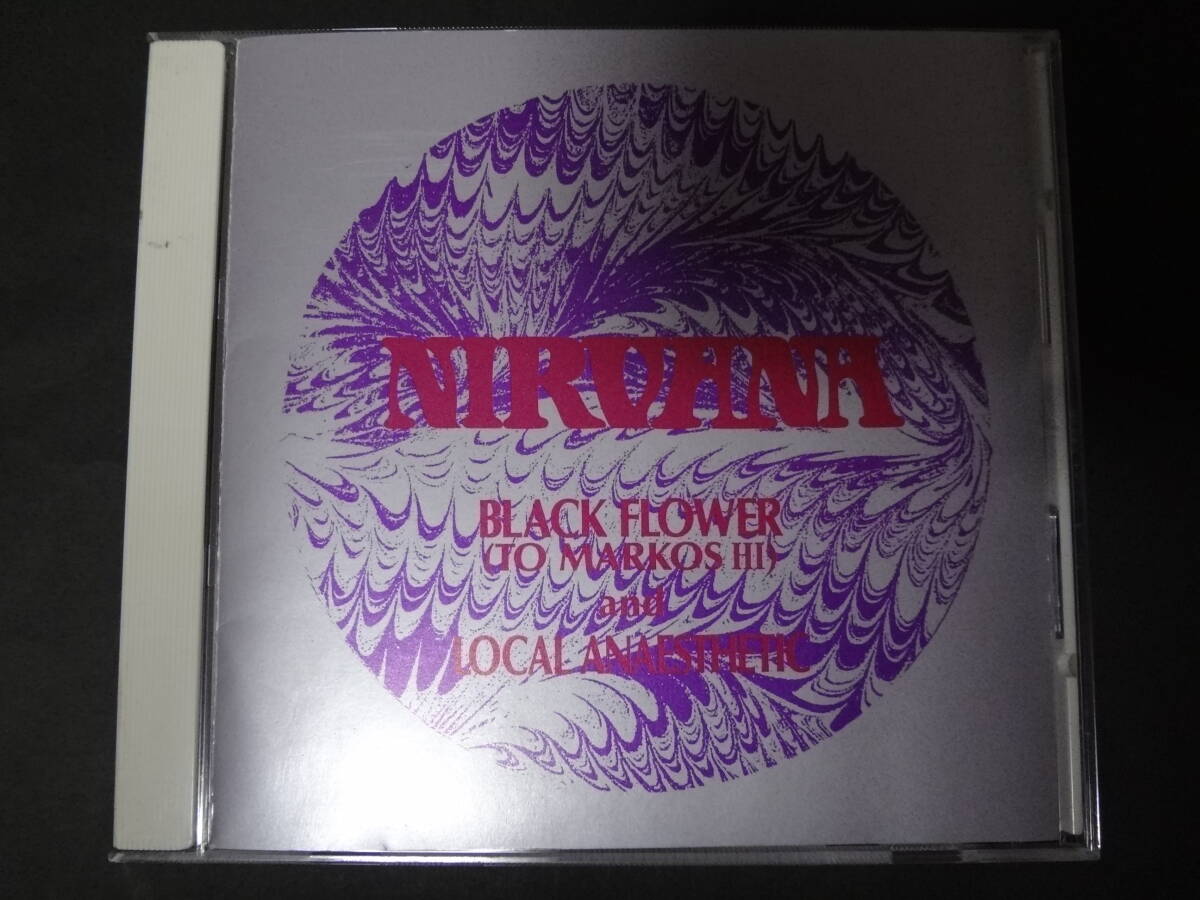 NIRVANA
BLACK FLOWER
(TO MARKOS III)
and
LOCAL ANAESTHETIC